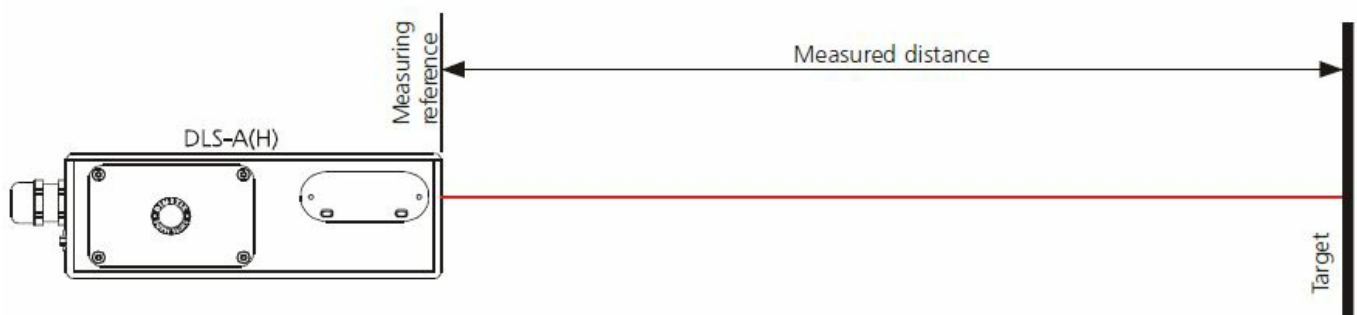 Measuring
reference
Measured distance
DLS-A(H)
Target